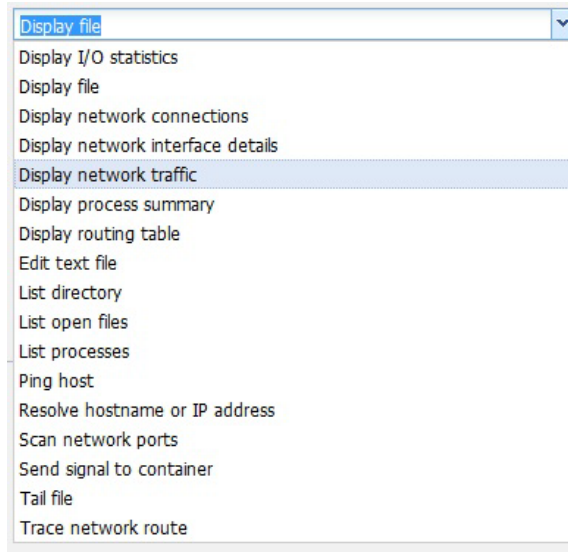 Display file
Display I/O statistics
Display file
Display network connections
Display network interface details
Display network traffic
Display process summary
Display routing table
Edit text file
List directory
List open files
List processes
Ping host
Resolve hostname or IP address
Scan network ports
Send signal to container
Tail file
Trace network route